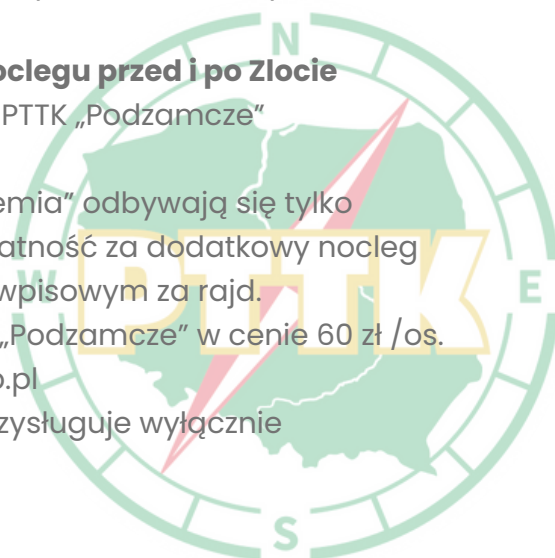 oclegu przed i po Zlocie
PTTK „Podzamcze”
emia” odbywają się tylko
atność za dodatkowy nocleg
wpisowym za rajd.
„Podzamcze” w cenie 60 zł /os.
o.pl
zysługuje wyłącznie
N
W
PTTK
E
S